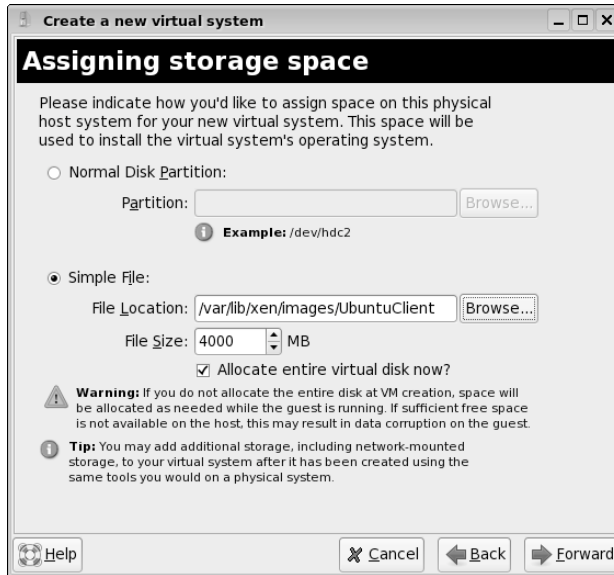 Create a new virtual system
Assigning storage space
Please indicate how you'd like to assign space on this physical
host system for your new virtual system. This space will be
used to install the virtual system's operating system.
Normal Disk Partition:
Partition:
Browse...
Example: /dev/hdc2
Simple File:
File Location: /var/lib/xen/images/UbuntuClient Browse...
File Size: 4000 MB
Allocate entire virtual disk now?
Warning: If you do not allocate the entire disk at VM creation, space will
be allocated as needed while the guest is running. If sufficient free space
is not available on the host, this may result in data corruption on the guest.
Tip: You may add additional storage, including network-mounted
storage, to your virtual system after it has been created using the
same tools you would on a physical system.
Help Cancel Back Forward